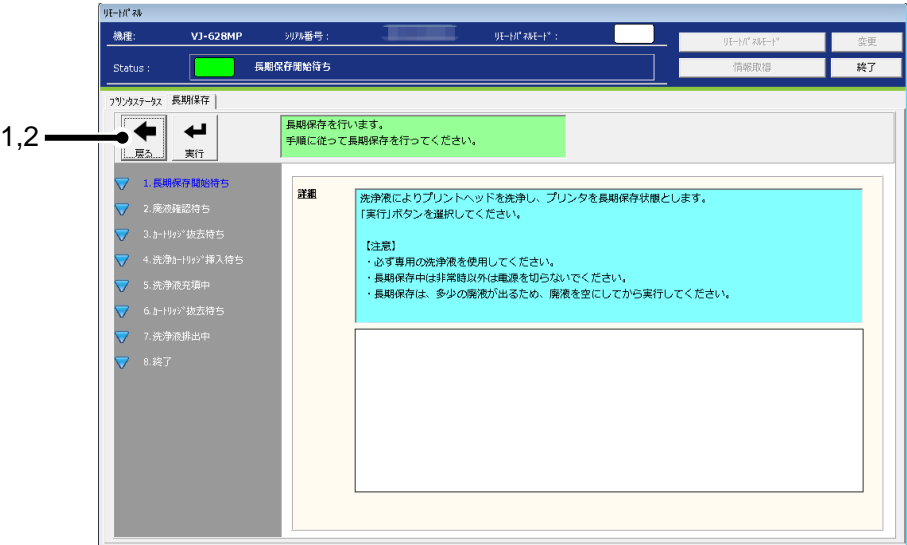 ﾘﾓｰﾄﾊﾟﾈﾙ
機種: VJ-628MP ｼﾘｱﾙ番号: ﾘﾓｰﾄﾊﾟﾈﾙﾓｰﾄﾞ:
ﾘﾓｰﾄﾊﾟﾈﾙﾓｰﾄﾞ 変更
Status: 長期保存開始待ち
情報取得 終了
ﾌﾟﾘﾝﾀｽﾃｰﾀｽ 長期保存
1,2
戻る 実行
長期保存を行います。
手順に従って長期保存を行ってください。
1.長期保存開始待ち
2.廃液確認待ち
3.ｶｰﾄﾘｯｼﾞ抜去待ち
4.洗浄ｶｰﾄﾘｯｼﾞ挿入待ち
5.洗浄液充填中
6.ｶｰﾄﾘｯｼﾞ抜去待ち
7.洗浄液排出中
8.終了
詳細
洗浄液によりプリントヘッドを洗浄し、プリンタを長期保存状態とします。
「実行」ボタンを選択してください。
【注意】
・必ず専用の洗浄液を使用してください。
・長期保存中は非常時以外は電源を切らないでください。
・長期保存は、多少の廃液が出るため、廃液を空にしてから実行してください。